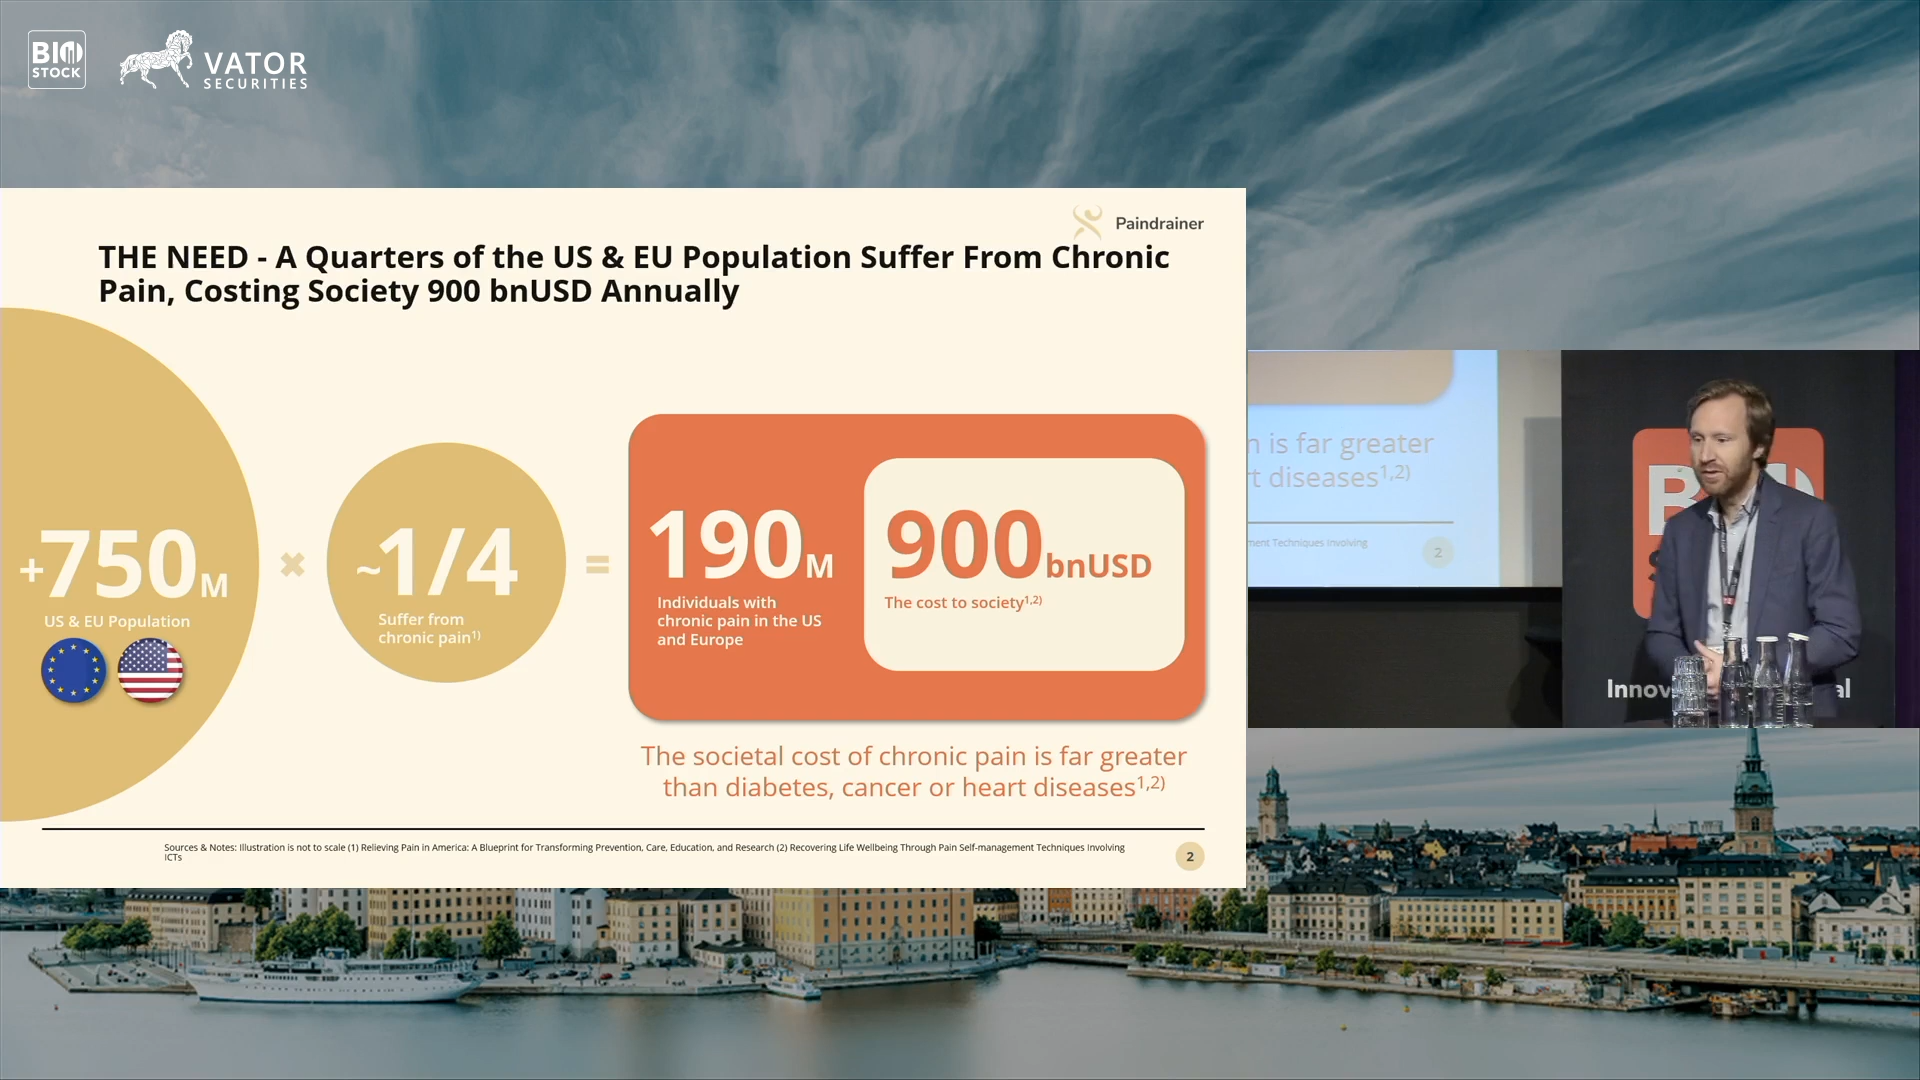 BIO
STOCK
VATOR
SECURITIES
Paindrainer
THE NEED - A Quarters of the US & EU Population Suffer From Chronic
Pain, Costing Society 900 bnUSD Annually
+750M
US & EU Population
~1/4
Suffer from
chronic pain1)
=
190M
Individuals with
chronic pain in the US
and Europe
900bnUSD
The cost to society1,2)
The societal cost of chronic pain is far greater
than diabetes, cancer or heart diseases1,2)
Sources & Notes: Illustration is not to scale (1) Relieving Pain in America: A Blueprint for Transforming Prevention, Care, Education, and Research (2) Recovering Life Wellbeing Through Pain Self-management Techniques Involving
ICTs
2
is far greater
diseases1,2)
Techniques Involving
2